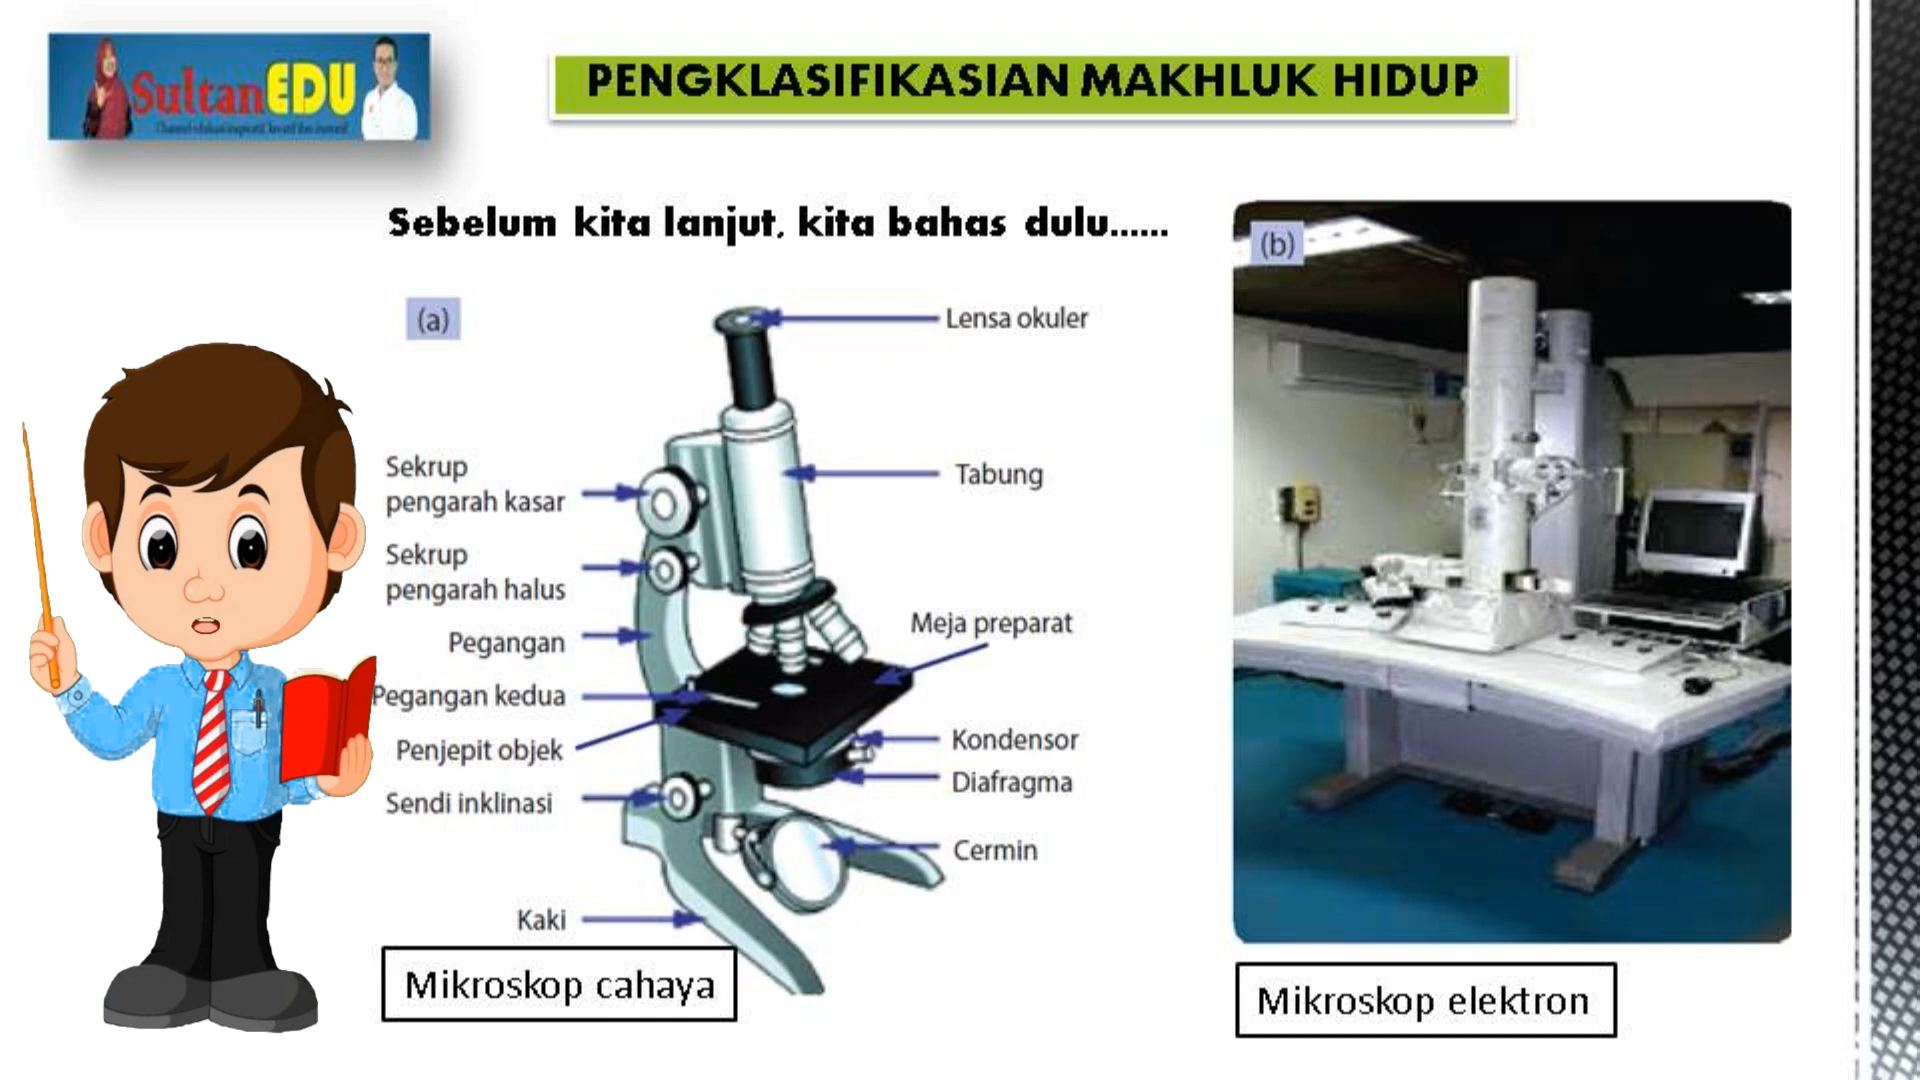 SultanEDU
PENGKLASIFIKASIAN MAKHLUK HIDUP
Sebelum kita lanjut, kita bahas dulu......
(a)
Lensa okuler
Sekrup
pengarah kasar
Tabung
Sekrup
pengarah halus
Meja preparat
Pegangan
Pegangan kedua
Penjepit objek
Kondensor
Diafragma
Sendi inklinasi
Cermin
Kaki
Mikroskop cahaya
(b)
Mikroskop elektron